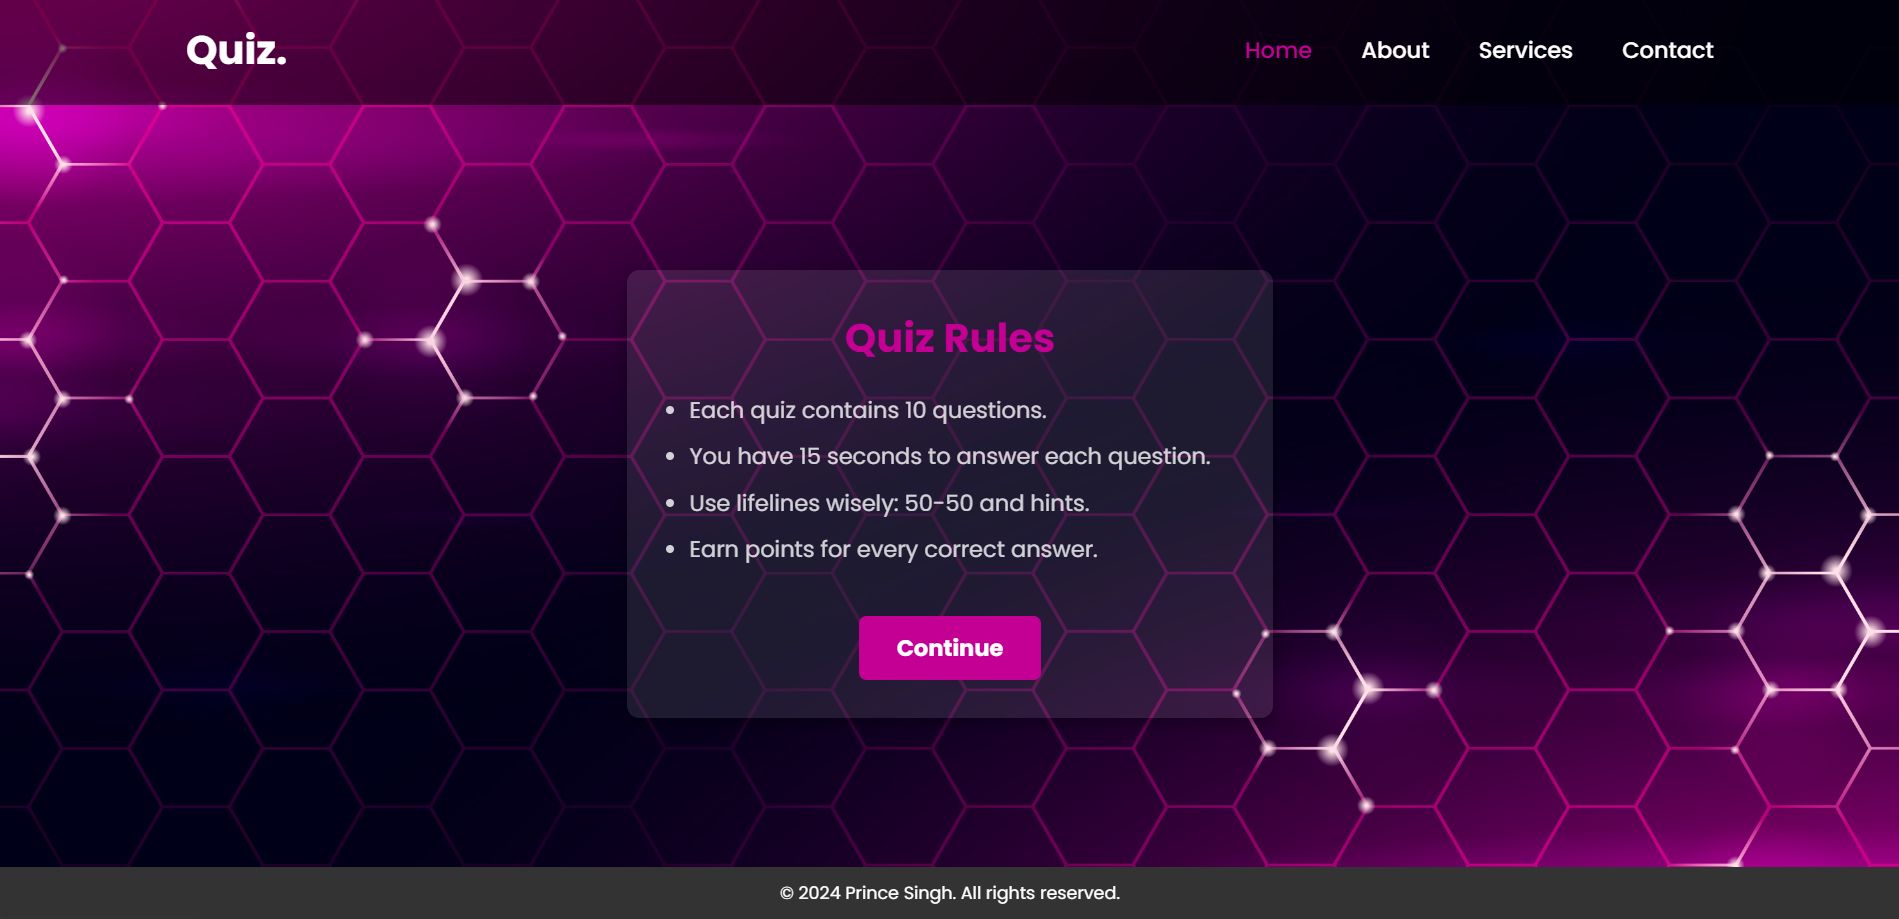 Quiz.
Home About Services Contact
Quiz Rules
Each quiz contains 10 questions.
You have 15 seconds to answer each question.
Use lifelines wisely: 50-50 and hints.
Earn points for every correct answer.
Continue
© 2024 Prince Singh. All rights reserved.